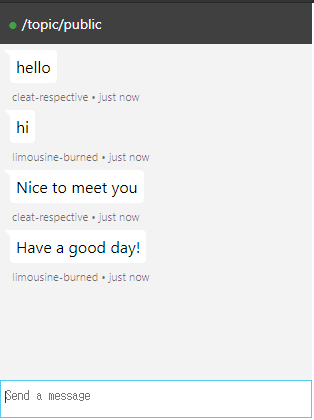 /topic/public
hello
cleat-respective • just now
hi
limousine-burned • just now
Nice to meet you
cleat-respective • just now
Have a good day!
limousine-burned • just now
Send a message